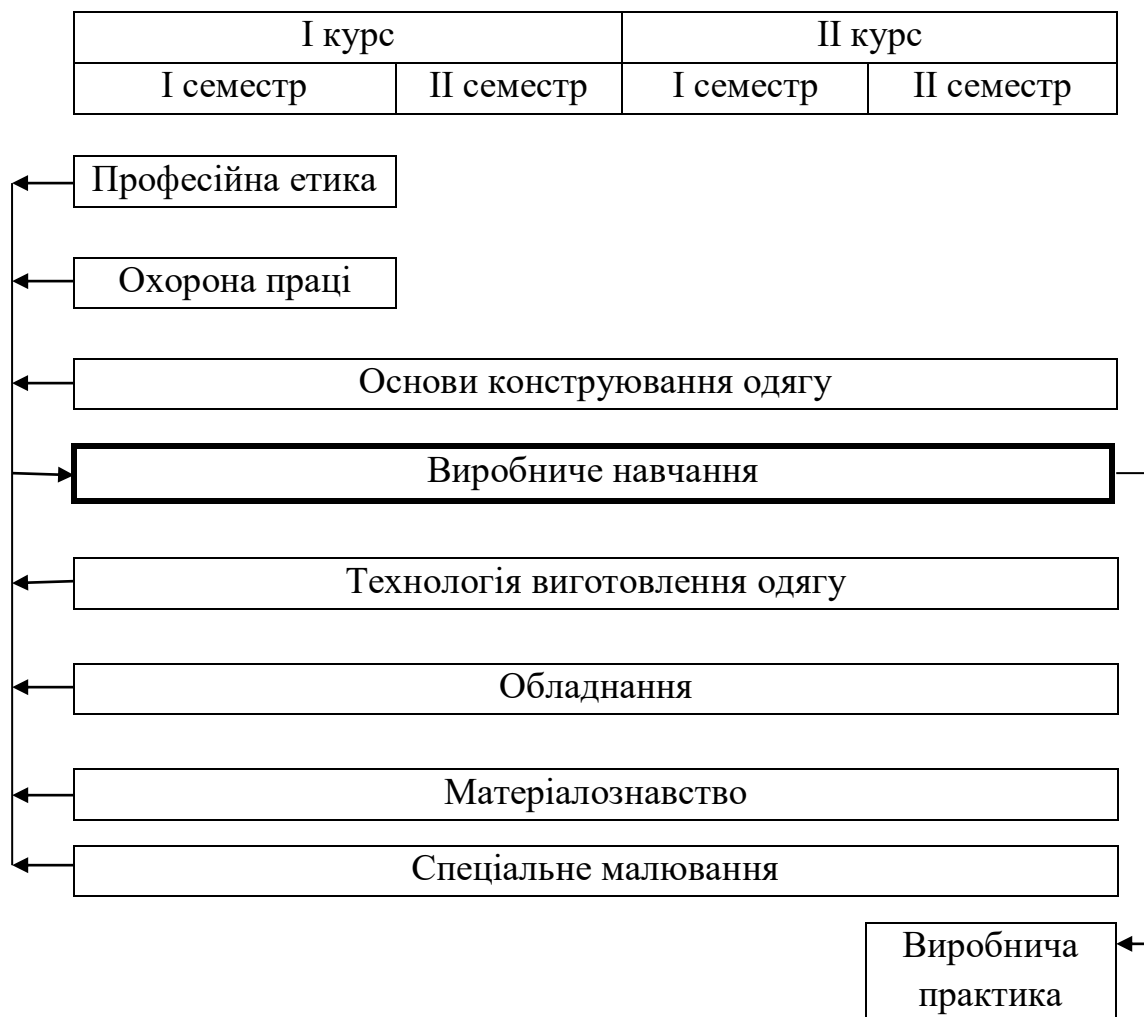 І курс
ІІ курс
І семестр
ІІ семестр
І семестр
ІІ семестр
Професійна етика
Охорона праці
Основи конструювання одягу
Виробниче навчання
Технологія виготовлення одягу
Обладнання
Матеріалознавство
Спеціальне малювання
Виробнича
практика